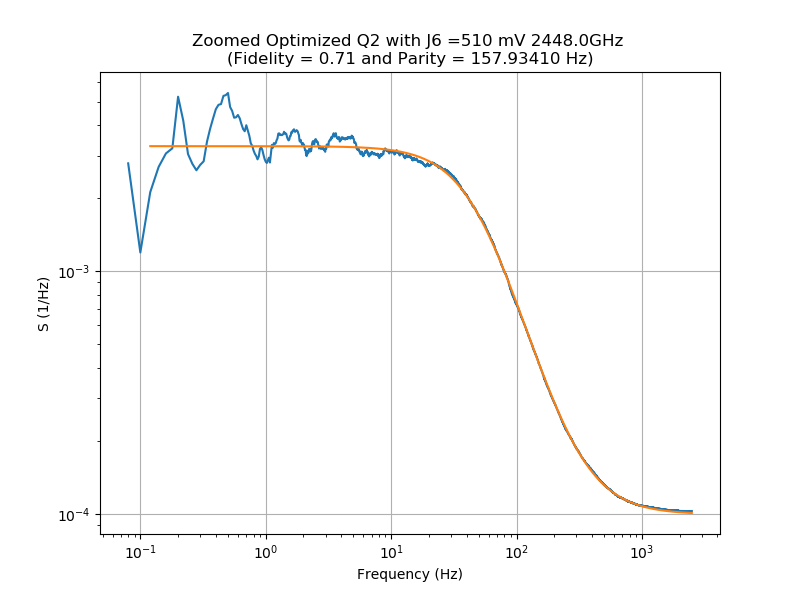 Zoomed Optimized Q2 with J6 =510 mV 2448.0GHz
(Fidelity = 0.71 and Parity = 157.93410 Hz)
S (1/Hz)
10⁻³
10⁻⁴
10⁻¹ 10⁰ 10¹ 10² 10³
Frequency (Hz)